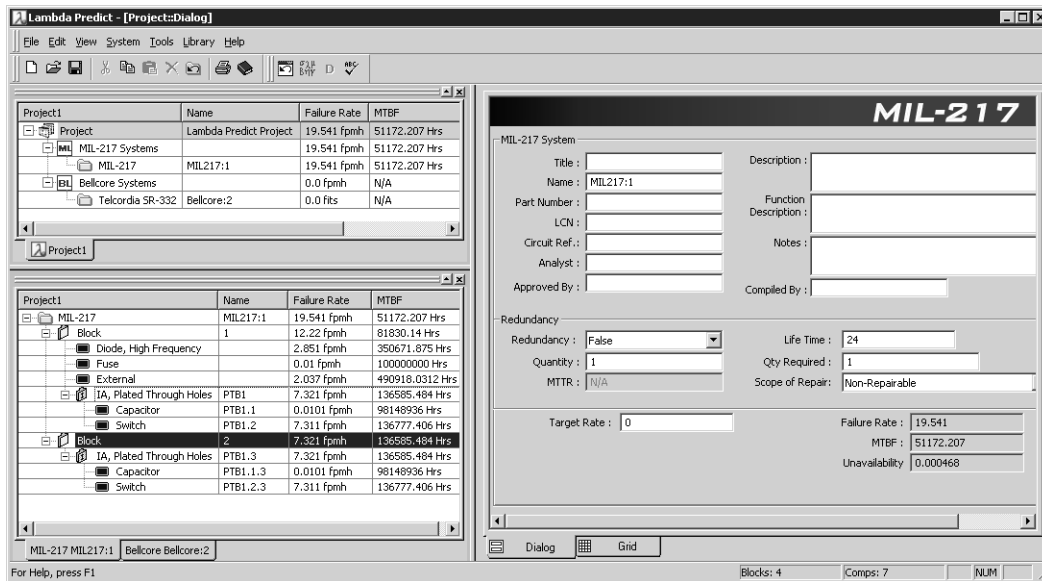 Lambda Predict - [Project::Dialog]
File Edit View System Tools Library Help
Project1 Name Failure Rate MTBF
Project Lambda Predict Project 19.541 fpmh 51172.207 Hrs
ML MIL-217 Systems 19.541 fpmh 51172.207 Hrs
MIL-217 MIL217:1 19.541 fpmh 51172.207 Hrs
BL Bellcore Systems 0.0 fpmh N/A
Telcordia SR-332 Bellcore:2 0.0 fits N/A
Project1
Project1 Name Failure Rate MTBF
MIL-217 MIL217:1 19.541 fpmh 51172.207 Hrs
Block 1 12.22 fpmh 81830.14 Hrs
Diode, High Frequency 2.851 fpmh 350671.875 Hrs
Fuse 0.01 fpmh 100000000 Hrs
External 2.037 fpmh 490918.0312 Hrs
IA, Plated Through Holes PTB1 7.321 fpmh 136585.484 Hrs
Capacitor PTB1.1 0.0101 fpmh 98148936 Hrs
Switch PTB1.2 7.311 fpmh 136777.406 Hrs
Block 2 7.321 fpmh 136585.484 Hrs
IA, Plated Through Holes PTB1.3 7.321 fpmh 136585.484 Hrs
Capacitor PTB1.1.3 0.0101 fpmh 98148936 Hrs
Switch PTB1.2.3 7.311 fpmh 136777.406 Hrs
MIL-217 MIL217:1 Bellcore Bellcore:2
MIL-217
MIL-217 System
Title :
Name : MIL217:1
Part Number :
LCN :
Circuit Ref.:
Analyst :
Approved By :
Description :
Function
Description :
Notes :
Compiled By :
Redundancy
Redundancy : False
Quantity : 1
MTTR : N/A
Life Time : 24
Qty Required : 1
Scope of Repair: Non-Repairable
Target Rate : 0
Failure Rate : 19.541
MTBF : 51172.207
Unavailability 0.000468
Dialog Grid
For Help, press F1 Blocks: 4 Comps: 7 NUM